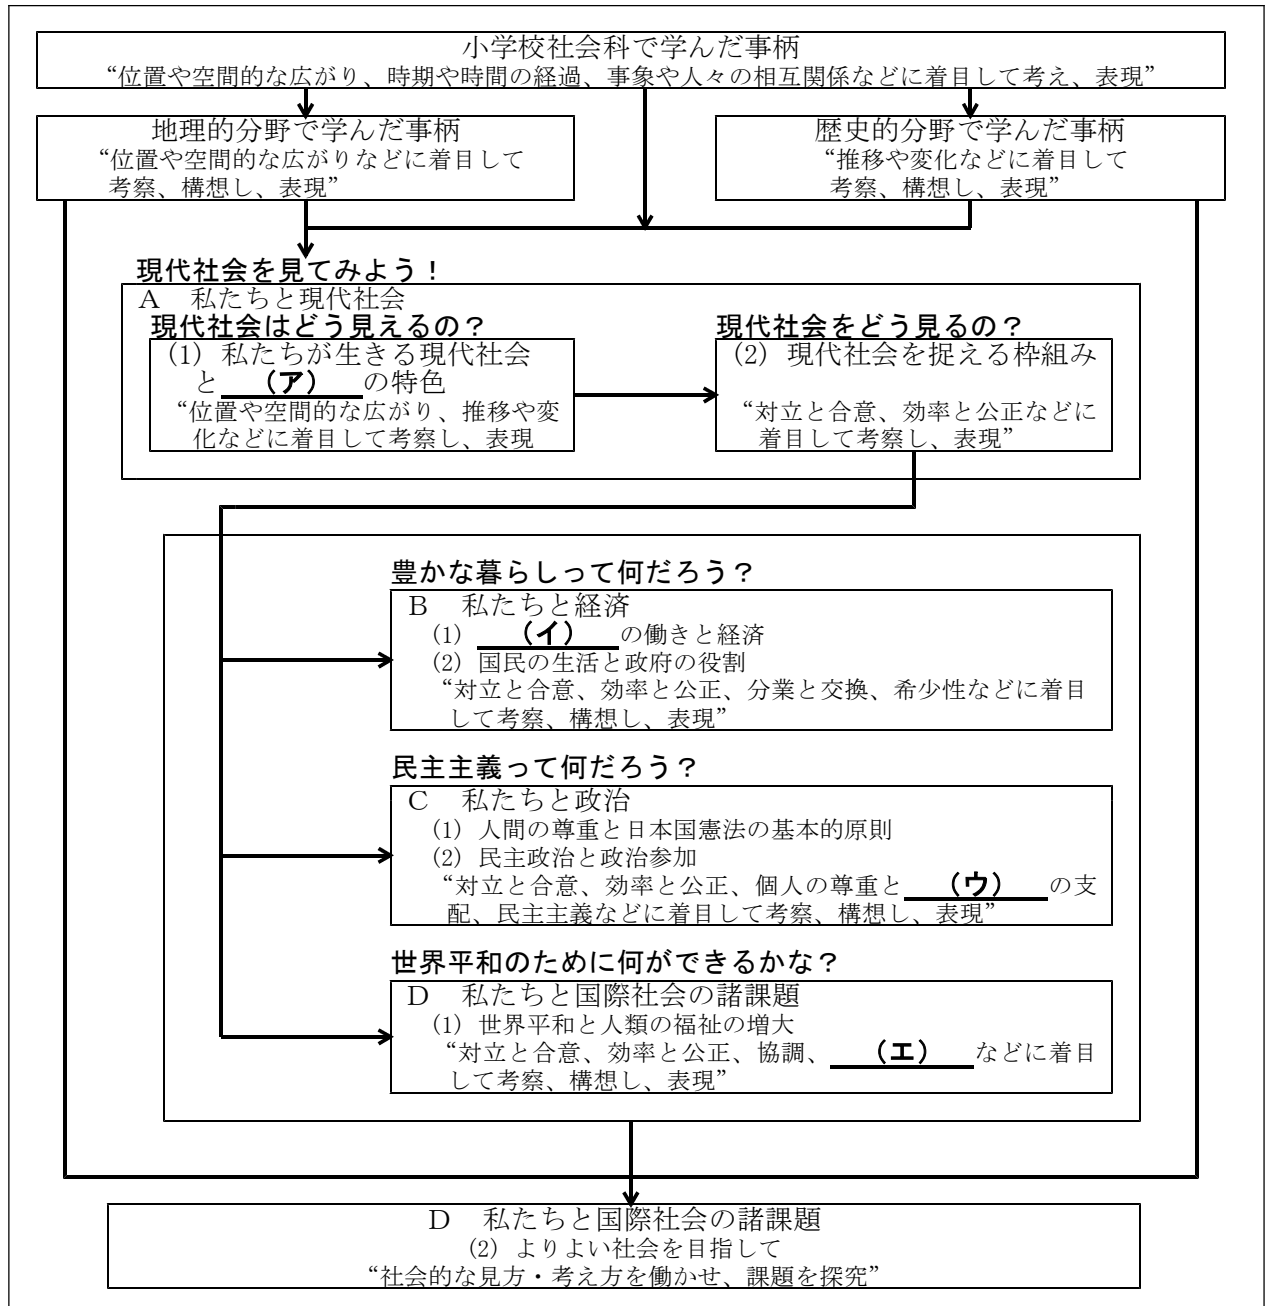 小学校社会科で学んだ事柄
“位置や空間的な広がり、時期や時間の経過、事象や人々の相互関係などに着目して考え、表現”
地理的分野で学んだ事柄
“位置や空間的な広がりなどに着目して
考察、構想し、表現”
歴史的分野で学んだ事柄
“推移や変化などに着目して
考察、構想し、表現”
現代社会を見てみよう！
A　私たちと現代社会
現代社会はどう見えるの？
(1) 私たちが生きる現代社会
と　（ア）　の特色
“位置や空間的な広がり、推移や変
化などに着目して考察し、表現
現代社会をどう見るの？
(2) 現代社会を捉える枠組み
“対立と合意、効率と公正などに
着目して考察し、表現”
豊かな暮らしって何だろう？
B　私たちと経済
(1) （イ）　の働きと経済
(2) 国民の生活と政府の役割
“対立と合意、効率と公正、分業と交換、希少性などに着目
して考察、構想し、表現”
民主主義って何だろう？
C　私たちと政治
(1) 人間の尊重と日本国憲法の基本的原則
(2) 民主政治と政治参加
“対立と合意、効率と公正、個人の尊重と　（ウ）　の支
配、民主主義などに着目して考察、構想し、表現”
世界平和のために何ができるかな？
D　私たちと国際社会の諸課題
(1) 世界平和と人類の福祉の増大
“対立と合意、効率と公正、協調、　（エ）　などに着目
して考察、構想し、表現”
D　私たちと国際社会の諸課題
(2) よりよい社会を目指して
“社会的な見方・考え方を働かせ、課題を探究”